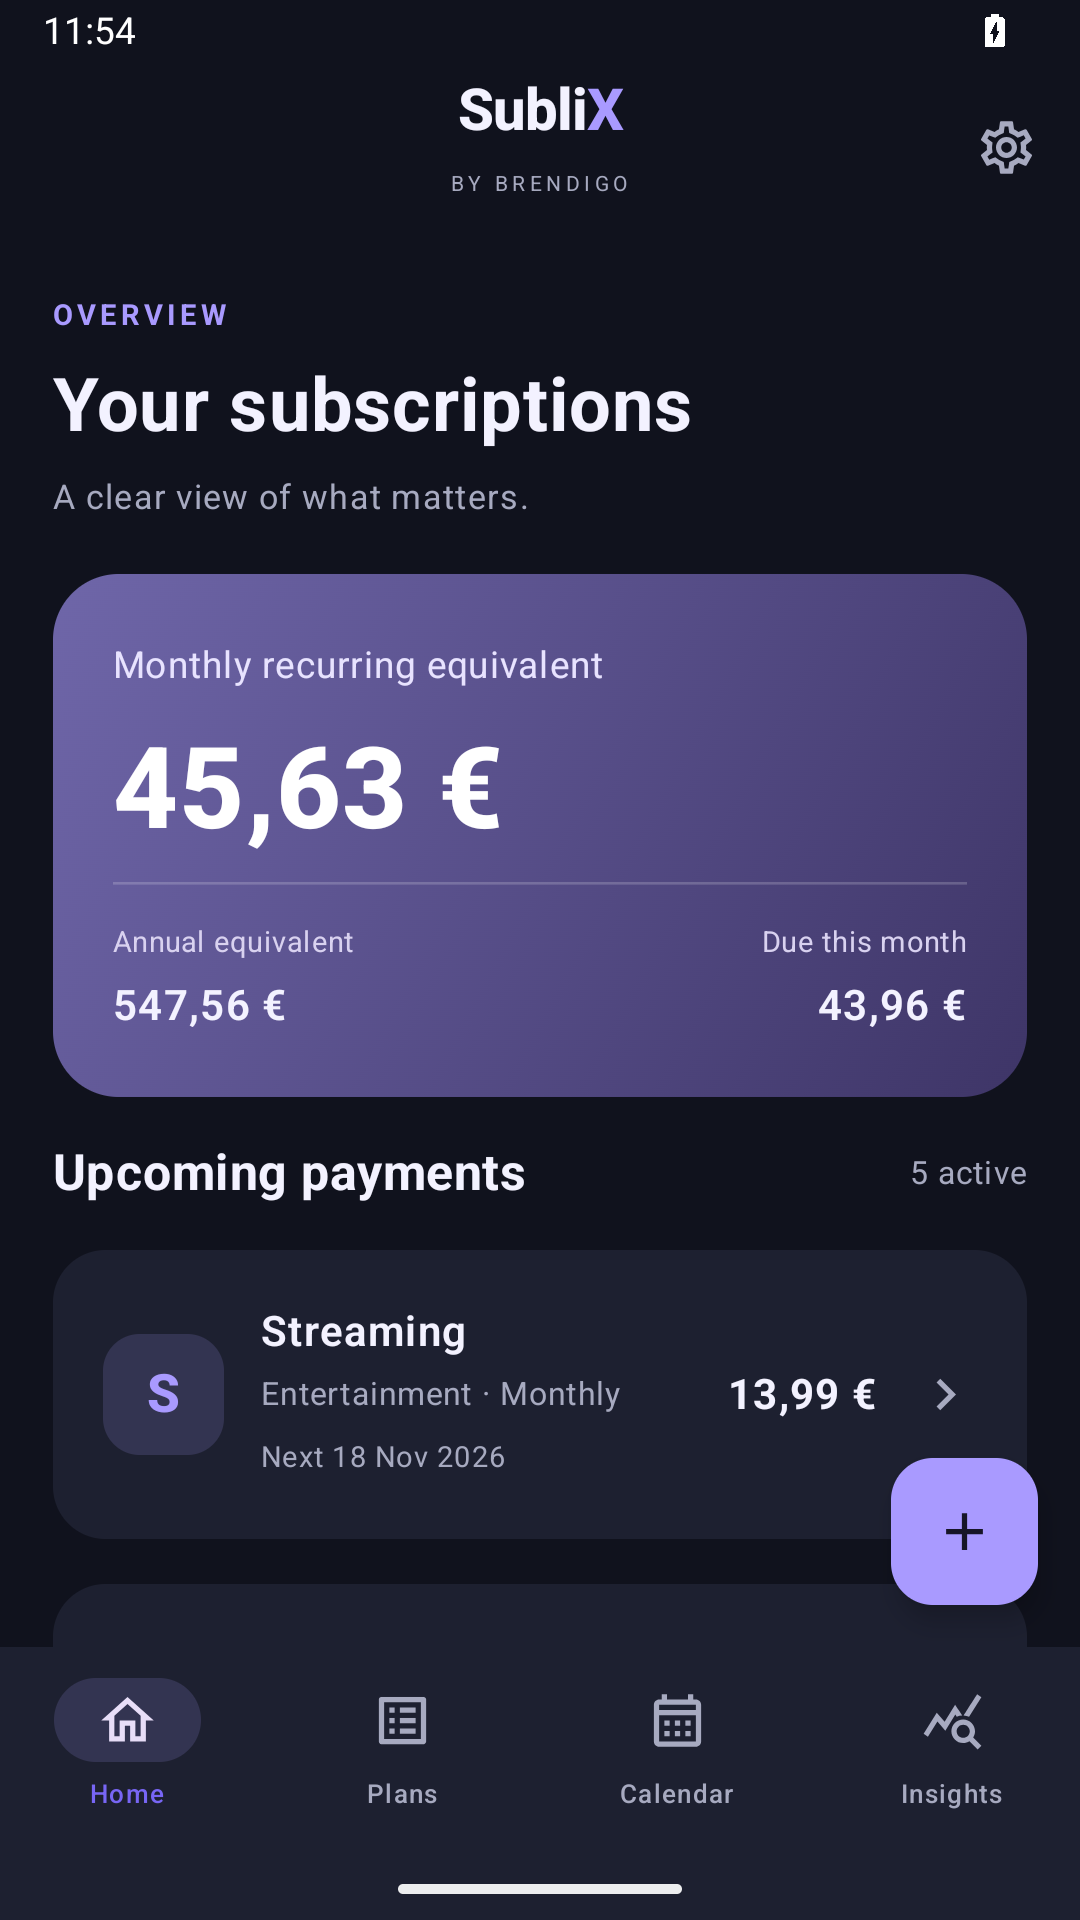 11:54
SubliX
BY BRENDIGO
OVERVIEW
Your subscriptions
A clear view of what matters.
Monthly recurring equivalent
45,63 €
Annual equivalent
Due this month
547,56 €
43,96 €
Upcoming payments
5 active
S
Streaming
Entertainment · Monthly
Next 18 Nov 2026
13,99 €
Home
Plans
Calendar
Insights